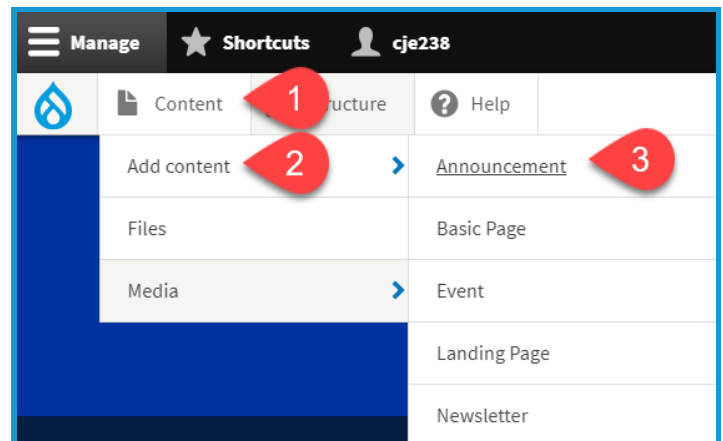 Manage Shortcuts cje238
Content 1 ucture Help
Add content 2 Announcement 3
Files Basic Page
Media Event
Landing Page
Newsletter